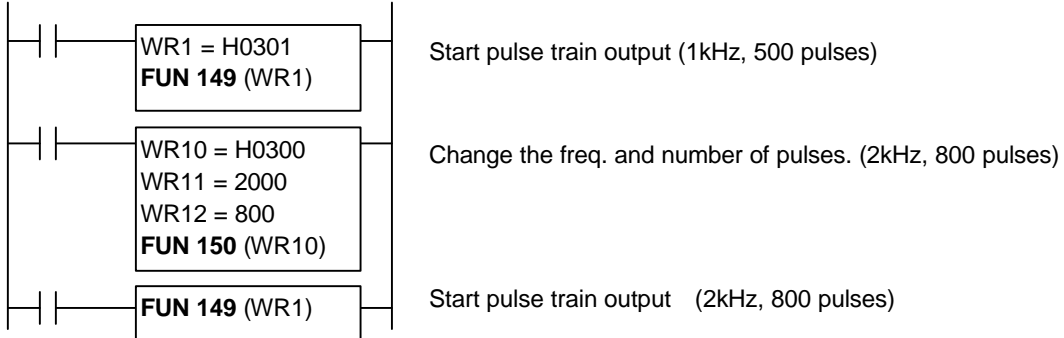 WR1 = H0301
FUN 149 (WR1)
Start pulse train output (1kHz, 500 pulses)
WR10 = H0300
WR11 = 2000
WR12 = 800
FUN 150 (WR10)
Change the freq. and number of pulses. (2kHz, 800 pulses)
FUN 149 (WR1)
Start pulse train output (2kHz, 800 pulses)